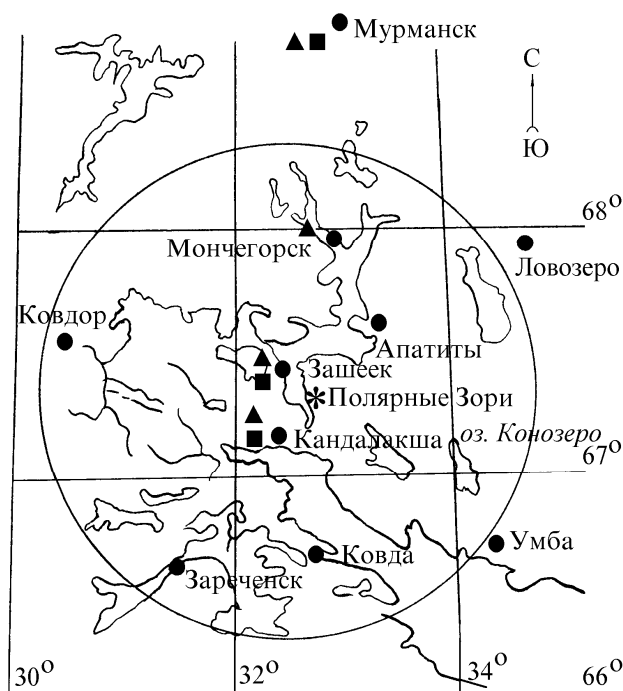 Мурманск
С
Ю
68°
Мончегорск
Ловозеро
Ковдор
Апатиты
Зашеек
Полярные Зори
Кандалакша
оз. Конозеро
67°
Умба
Ковда
Зареченск
30°
32°
34°
66°